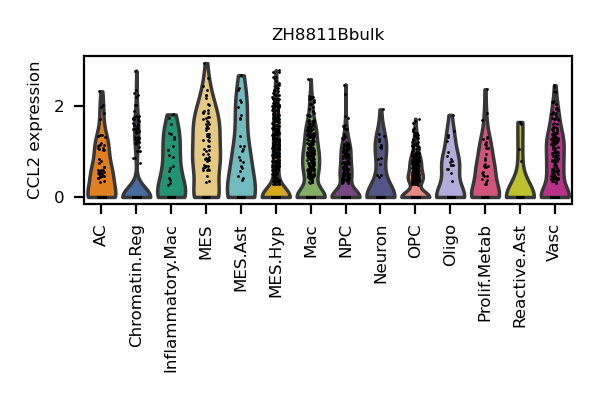 ZH8811Bbulk
CCL2 expression
2
0
AC
Chromatin.Reg
Inflammatory.Mac
MES
MES.Ast
MES.Hyp
Mac
NPC
Neuron
OPC
Oligo
Prolif.Metab
Reactive.Ast
Vasc